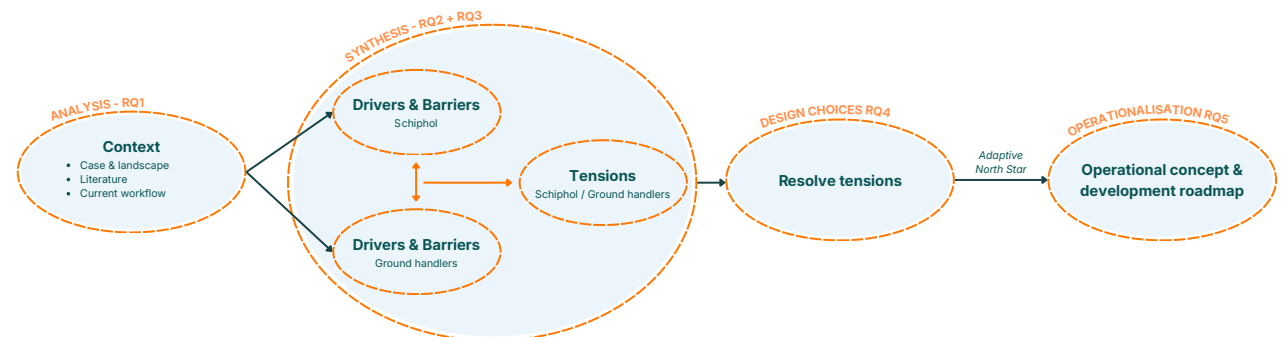 ANALYSIS - RQ1
Context
• Case & landscape
• Literature
• Current workflow
SYNTHESIS - RQ2 + RQ3
Drivers & Barriers
Schiphol
Drivers & Barriers
Ground handlers
Tensions
Schiphol / Ground handlers
DESIGN CHOICES RQ4
Resolve tensions
Adaptive
North Star
OPERATIONALISATION RQ5
Operational concept &
development roadmap